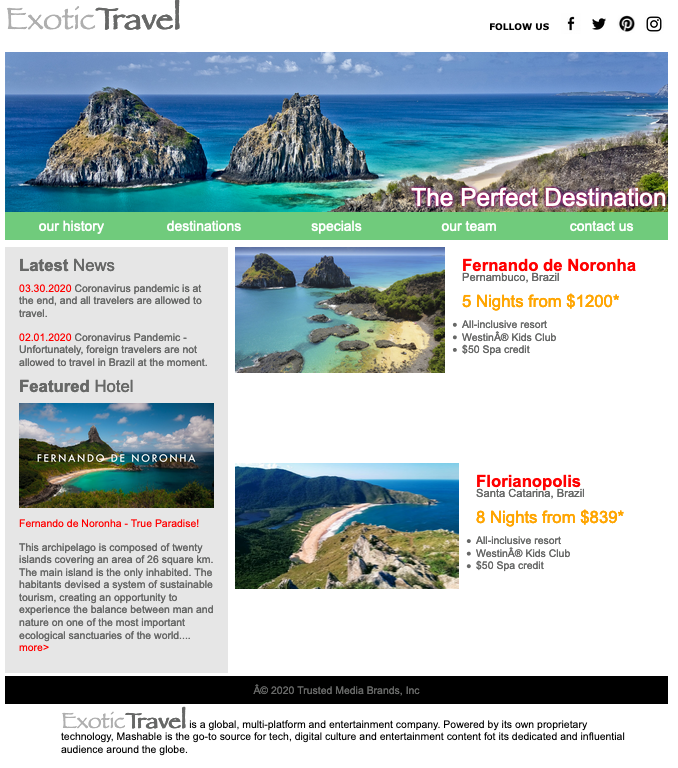 ExoticTravel
FOLLOW US
The Perfect Destination
our history destinations specials our team contact us
Latest News
03.30.2020 Coronavirus pandemic is at
the end, and all travelers are allowed to
travel.
02.01.2020 Coronavirus Pandemic -
Unfortunately, foreign travelers are not
allowed to travel in Brazil at the moment.
Featured Hotel
FERNANDO DE NORONHA
Fernando de Noronha - True Paradise!
This archipelago is composed of twenty
islands covering an area of 26 square km.
The main island is the only inhabited. The
habitants devised a system of sustainable
tourism, creating an opportunity to
experience the balance between man and
nature on one of the most important
ecological sanctuaries of the world....
more>
Fernando de Noronha
Pernambuco, Brazil
5 Nights from $1200*
All-inclusive resort
WestinÂ® Kids Club
$50 Spa credit
Florianopolis
Santa Catarina, Brazil
8 Nights from $839*
All-inclusive resort
WestinÂ® Kids Club
$50 Spa credit
Â© 2020 Trusted Media Brands, Inc
ExoticTravel is a global, multi-platform and entertainment company. Powered by its own proprietary
technology, Mashable is the go-to source for tech, digital culture and entertainment content fot its dedicated and influential
audience around the globe.